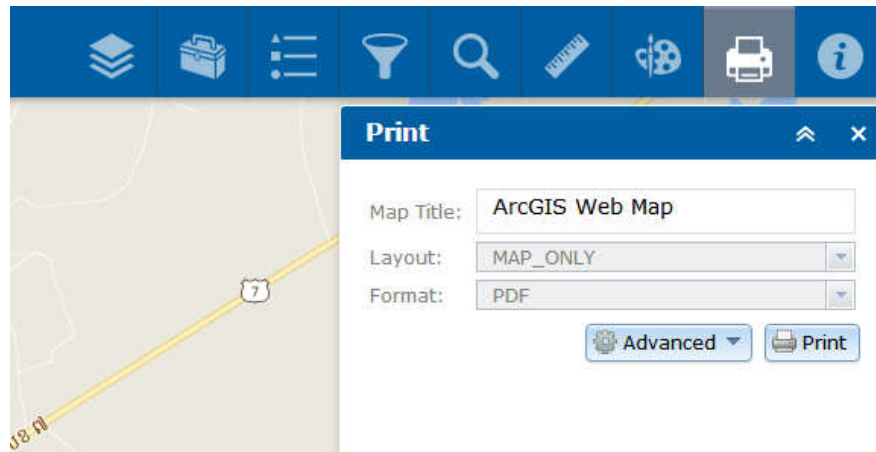 Print
Map Title: ArcGIS Web Map
Layout: MAP_ONLY
Format: PDF
Advanced Print
7